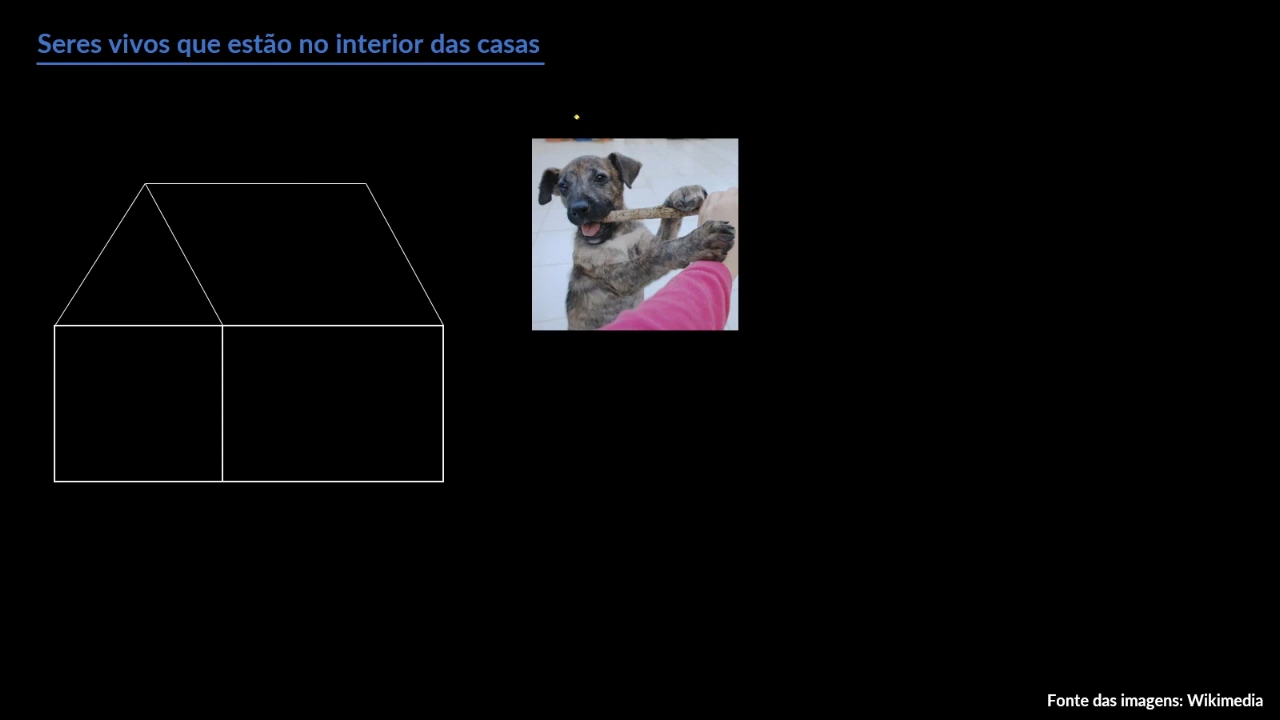 Seres vivos que estão no interior das casas
Fonte das imagens: Wikimedia